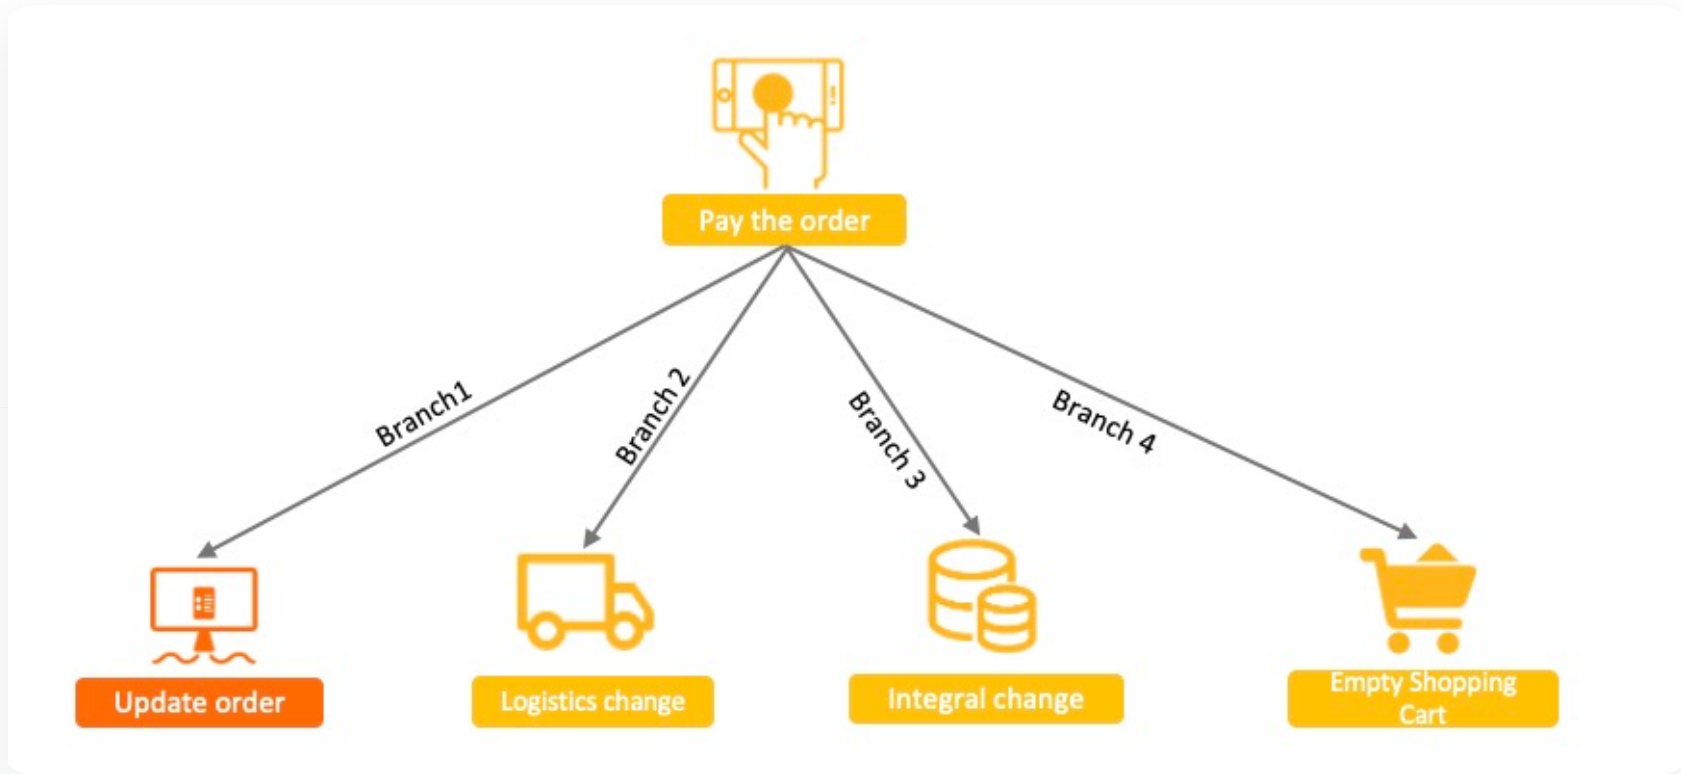 Pay the order
Branch1
Branch 2
Branch 3
Branch 4
Update order
Logistics change
Integral change
Empty Shopping
Cart